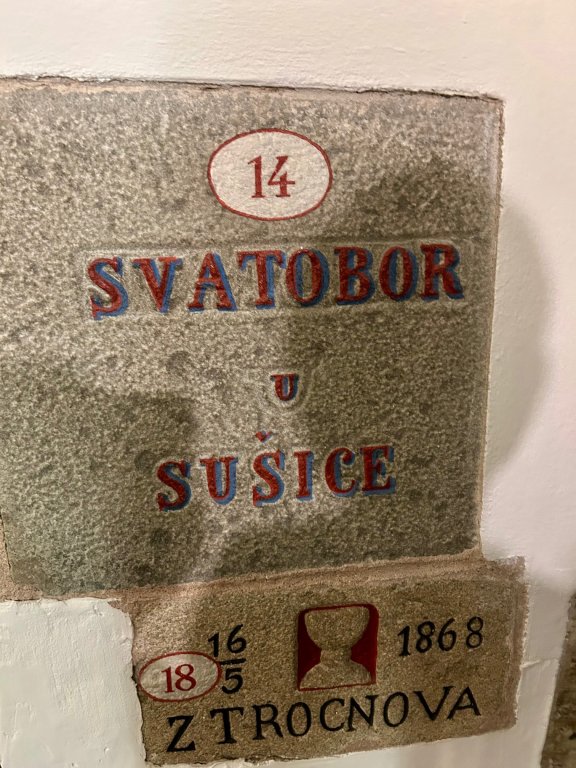 14
SVATOBOR
U
SUŠICE
18 16/5 1868
Z TROCNOVA